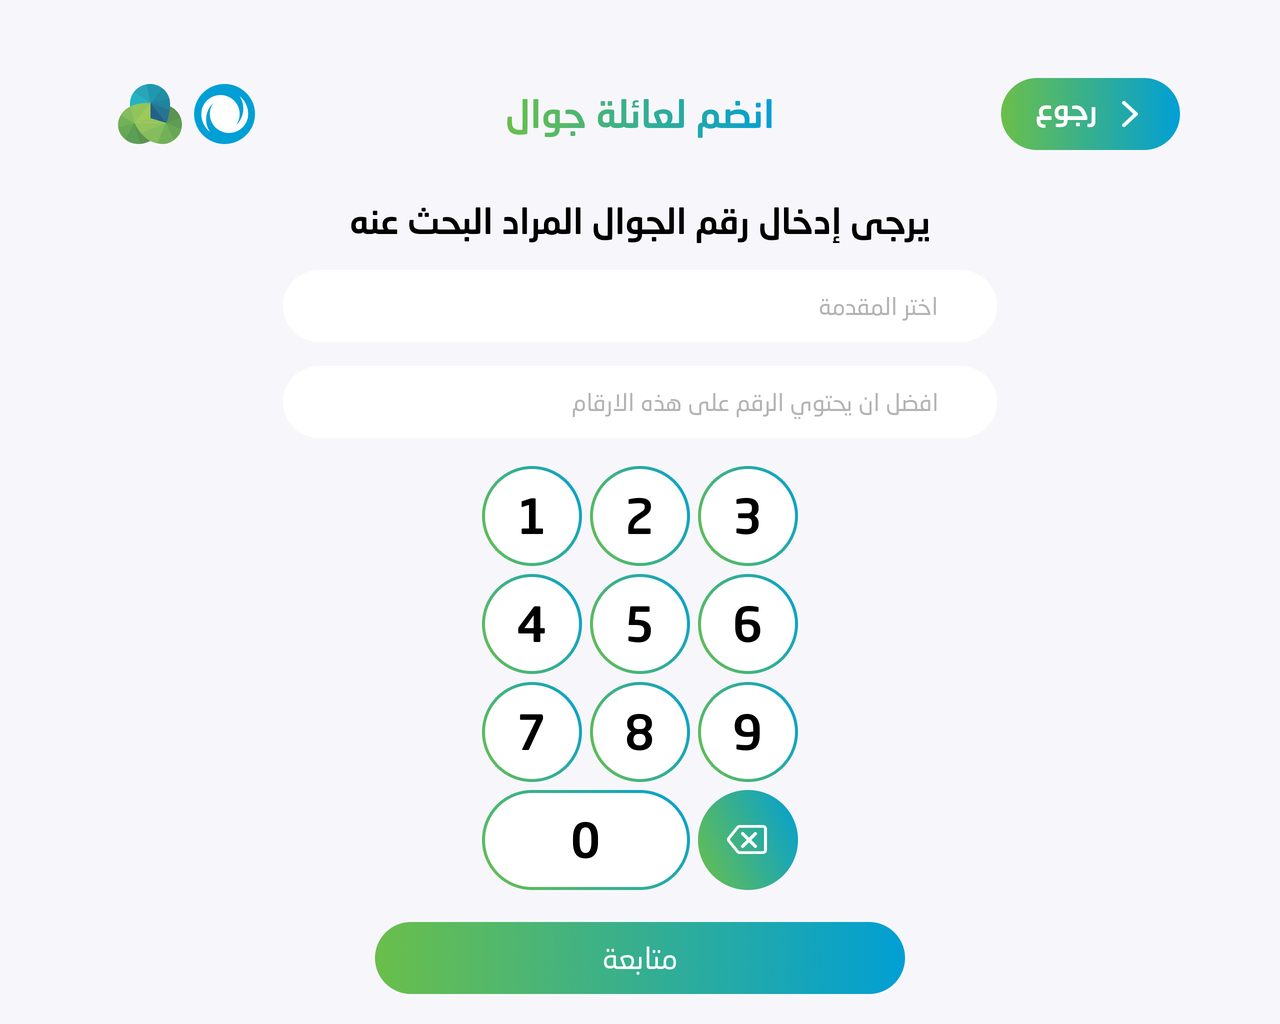 رجوع
انضم لعائلة جوال
يرجى إدخال رقم الجوال المراد البحث عنه
اختر المقدمة
افضل ان يحتوي الرقم على هذه الارقام
1 2 3
4 5 6
7 8 9
0
متابعة